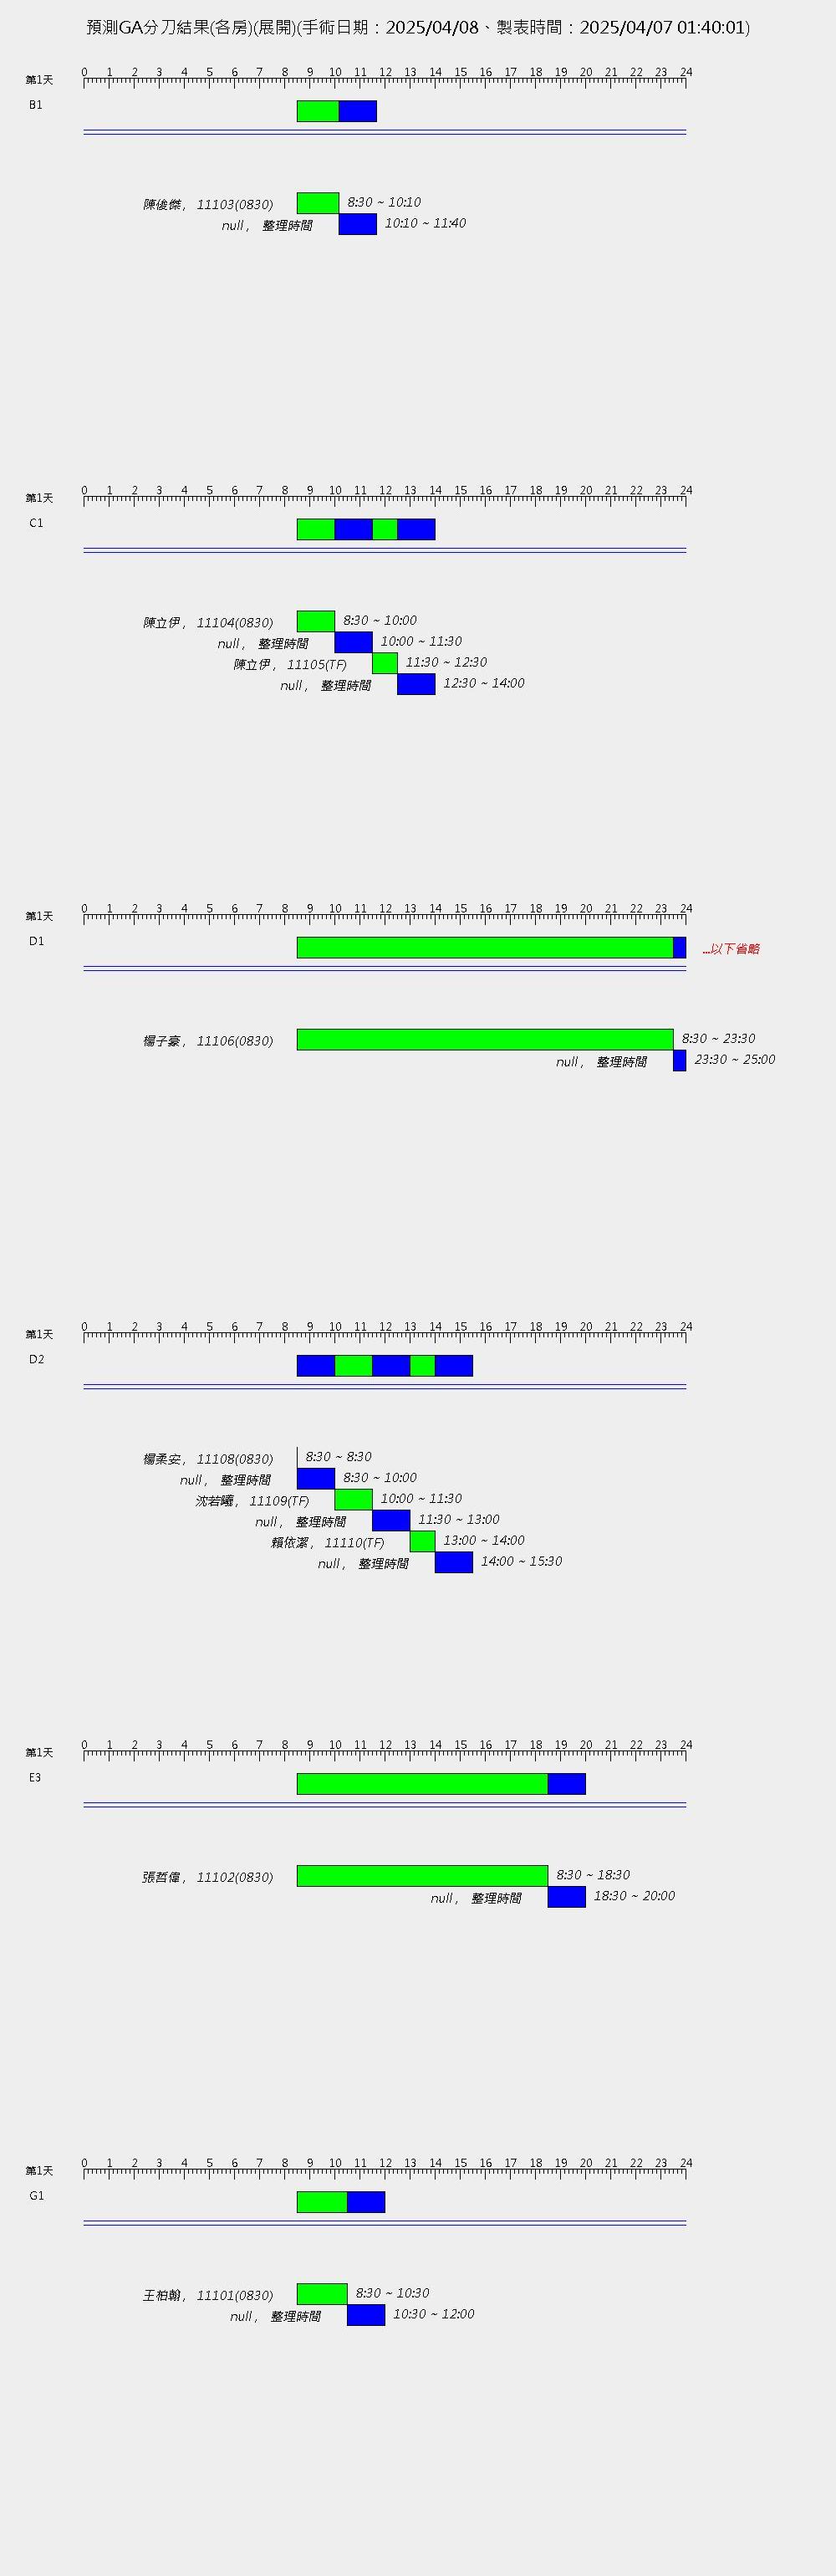 預測GA分刀結果(各房)(展開)(手術日期：2025/04/08、製表時間：2025/04/07 01:40:01)
第1天 0 1 2 3 4 5 6 7 8 9 10 11 12 13 14 15 16 17 18 19 20 21 22 23 24
B1
陳俊傑， 11103(0830) 8:30 ~ 10:10
null， 整理時間 10:10 ~ 11:40
第1天 0 1 2 3 4 5 6 7 8 9 10 11 12 13 14 15 16 17 18 19 20 21 22 23 24
C1
陳立伊， 11104(0830) 8:30 ~ 10:00
null， 整理時間 10:00 ~ 11:30
陳立伊， 11105(TF) 11:30 ~ 12:30
null， 整理時間 12:30 ~ 14:00
第1天 0 1 2 3 4 5 6 7 8 9 10 11 12 13 14 15 16 17 18 19 20 21 22 23 24
D1
...以下省略
楊子豪， 11106(0830) 8:30 ~ 23:30
null， 整理時間 23:30 ~ 25:00
第1天 0 1 2 3 4 5 6 7 8 9 10 11 12 13 14 15 16 17 18 19 20 21 22 23 24
D2
楊柔安， 11108(0830) 8:30 ~ 8:30
null， 整理時間 8:30 ~ 10:00
沈若曦， 11109(TF) 10:00 ~ 11:30
null， 整理時間 11:30 ~ 13:00
賴依潔， 11110(TF) 13:00 ~ 14:00
null， 整理時間 14:00 ~ 15:30
第1天 0 1 2 3 4 5 6 7 8 9 10 11 12 13 14 15 16 17 18 19 20 21 22 23 24
E3
張哲偉， 11102(0830) 8:30 ~ 18:30
null， 整理時間 18:30 ~ 20:00
第1天 0 1 2 3 4 5 6 7 8 9 10 11 12 13 14 15 16 17 18 19 20 21 22 23 24
G1
王柏翰， 11101(0830) 8:30 ~ 10:30
null， 整理時間 10:30 ~ 12:00